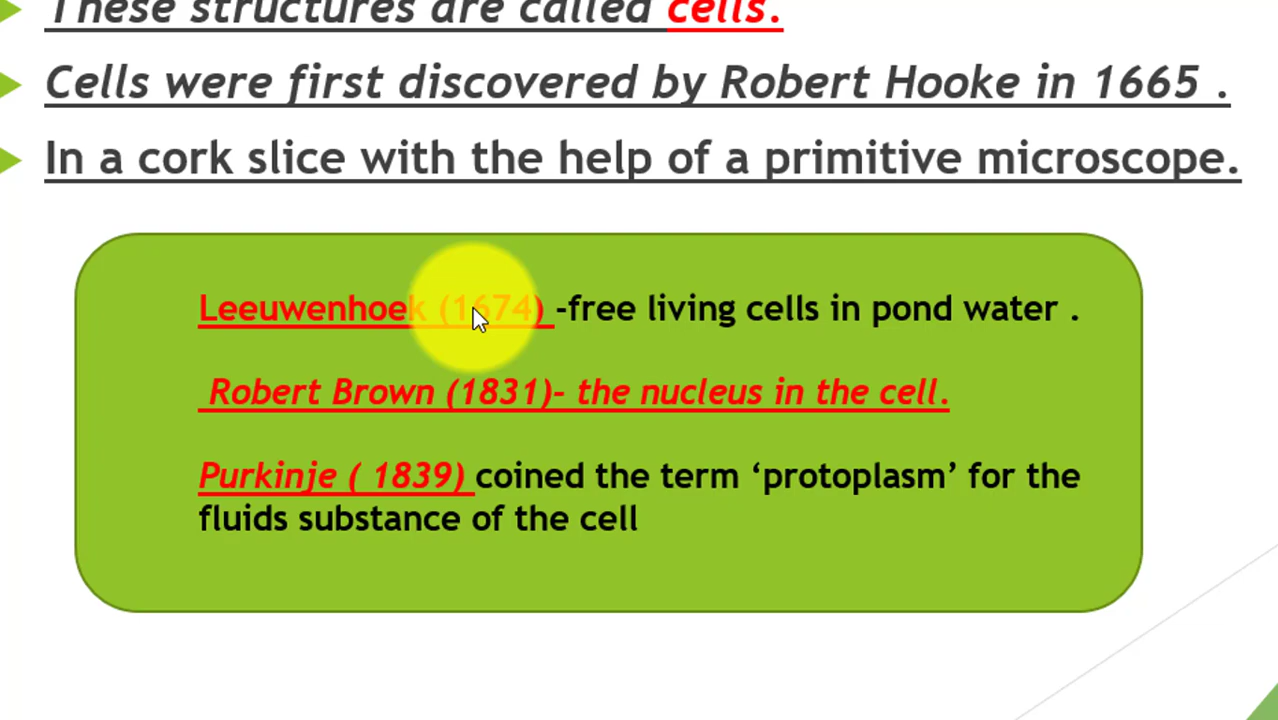 These structures are called cells.
Cells were first discovered by Robert Hooke in 1665 .
In a cork slice with the help of a primitive microscope.
Leeuwenhoek (1674) -free living cells in pond water .
Robert Brown (1831)- the nucleus in the cell.
Purkinje ( 1839) coined the term ‘protoplasm’ for the
fluids substance of the cell